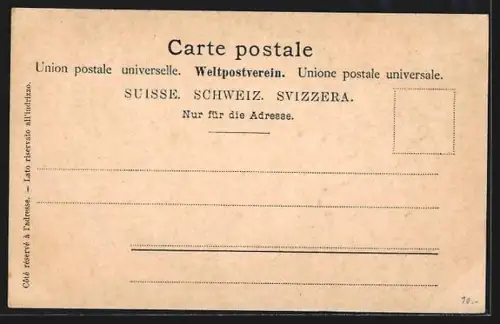 Carte postale
Union postale universelle. Weltpostverein. Unione postale universale.
SUISSE. SCHWEIZ. SVIZZERA.
Nur für die Adresse.
Côté réservé à l'adresse. – Lato riservato all'indirizzo.
10.–